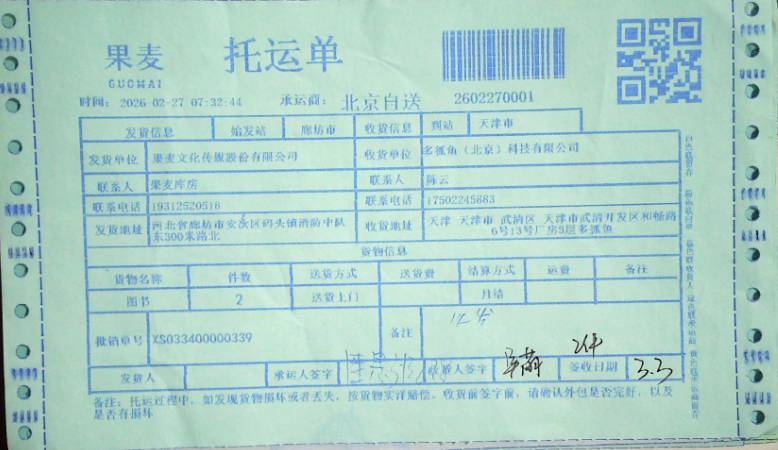 果麦 托运单
GUOMAI
时间: 2026-02-27 07:32:44 承运商: 北京自送 2602270001
发货信息 始发站 廊坊市 收货信息 到站 天津市
发货单位 果麦文化传媒股份有限公司 收货单位 多抓鱼（北京）科技有限公司
联系人 果麦库房 联系人 陈云
联系电话 19312520516 联系电话 17502245683
发货地址 河北省廊坊市安次区码头镇消防中队东300米路北 收货地址 天津 天津市 武清区 天津市武清开发区和畅路6号13号厂房3层多抓鱼
货物信息
货物名称 件数 送货方式 送货费 结算方式 运费 备注
图书 2 送货上门 月结
批销单号 XS033400000339 备注
2件
发货人 承运人签字 收货人签字 签收日期 3.3
备注: 托运过程中, 如发现货物损坏或者丢失, 按货物实洋赔偿。收货前签字前, 请确认外包是否完好, 以及
是否有损坏